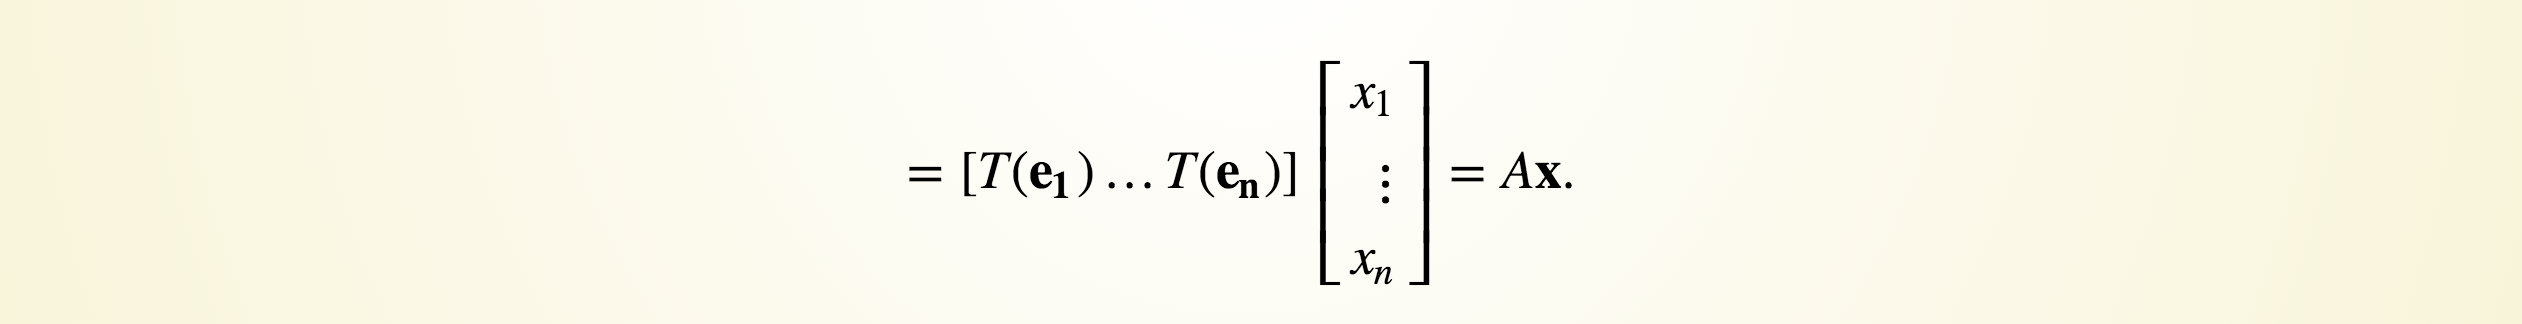 = [T(e₁) … T(eₙ)] [x₁ ⋮ xₙ] = Ax.